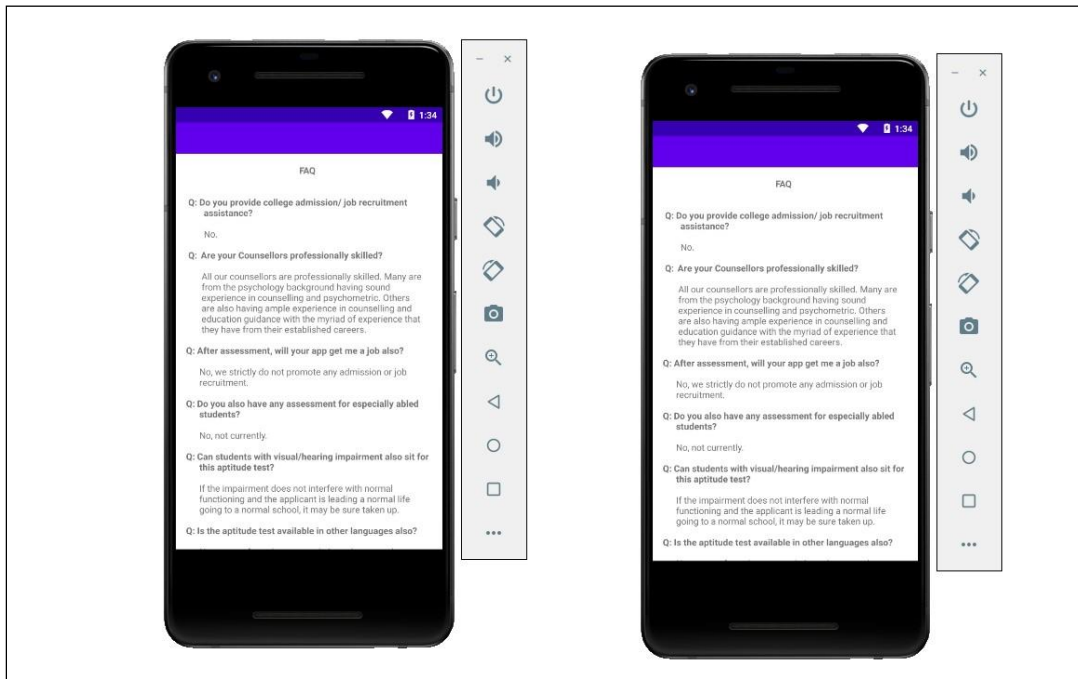 1:34
FAQ
Q: Do you provide college admission/ job recruitment
assistance?
No.
Q: Are your Counsellors professionally skilled?
All our counsellors are professionally skilled. Many are
from the psychology background having sound
experience in counselling and psychometric. Others
are also having ample experience in counselling and
education guidance with the myriad of experience that
they have from their established careers.
Q: After assessment, will your app get me a job also?
No, we strictly do not promote any admission or job
recruitment.
Q: Do you also have any assessment for especially abled
students?
No, not currently.
Q: Can students with visual/hearing impairment also sit for
this aptitude test?
If the impairment does not interfere with normal
functioning and the applicant is leading a normal life
going to a normal school, it may be sure taken up.
Q: Is the aptitude test available in other languages also?
1:34
FAQ
Q: Do you provide college admission/ job recruitment
assistance?
No.
Q: Are your Counsellors professionally skilled?
All our counsellors are professionally skilled. Many are
from the psychology background having sound
experience in counselling and psychometric. Others
are also having ample experience in counselling and
education guidance with the myriad of experience that
they have from their established careers.
Q: After assessment, will your app get me a job also?
No, we strictly do not promote any admission or job
recruitment.
Q: Do you also have any assessment for especially abled
students?
No, not currently.
Q: Can students with visual/hearing impairment also sit for
this aptitude test?
If the impairment does not interfere with normal
functioning and the applicant is leading a normal life
going to a normal school, it may be sure taken up.
Q: Is the aptitude test available in other languages also?